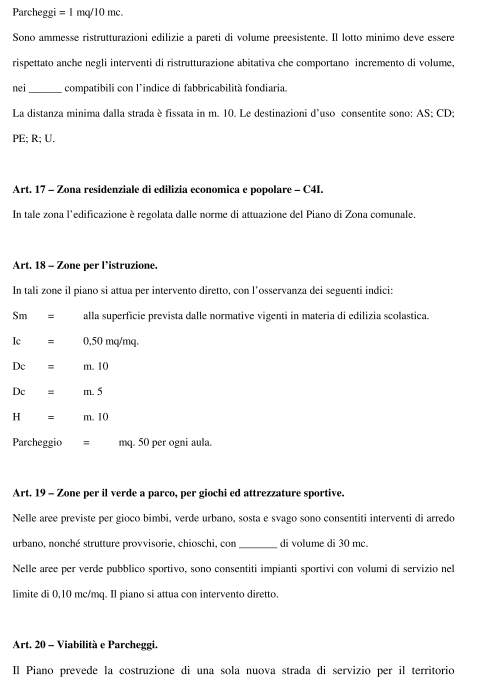 Parcheggi = 1 mq/10 mc.
Sono ammesse ristrutturazioni edilizie a pareti di volume preesistente. Il lotto minimo deve essere
rispettato anche negli interventi di ristrutturazione abitativa che comportano incremento di volume,
nei ______ compatibili con l'indice di fabbricabilità fondiaria.
La distanza minima dalla strada è fissata in m. 10. Le destinazioni d'uso consentite sono: AS; CD;
PE; R; U.
Art. 17 – Zona residenziale di edilizia economica e popolare – C4I.
In tale zona l'edificazione è regolata dalle norme di attuazione del Piano di Zona comunale.
Art. 18 – Zone per l'istruzione.
In tali zone il piano si attua per intervento diretto, con l'osservanza dei seguenti indici:
Sm = alla superficie prevista dalle normative vigenti in materia di edilizia scolastica.
Ic = 0,50 mq/mq.
Dc = m. 10
Dc = m. 5
H = m. 10
Parcheggio = mq. 50 per ogni aula.
Art. 19 – Zone per il verde a parco, per giochi ed attrezzature sportive.
Nelle aree previste per gioco bimbi, verde urbano, sosta e svago sono consentiti interventi di arredo
urbano, nonché strutture provvisorie, chioschi, con _______ di volume di 30 mc.
Nelle aree per verde pubblico sportivo, sono consentiti impianti sportivi con volumi di servizio nel
limite di 0,10 mc/mq. Il piano si attua con intervento diretto.
Art. 20 – Viabilità e Parcheggi.
Il Piano prevede la costruzione di una sola nuova strada di servizio per il territorio